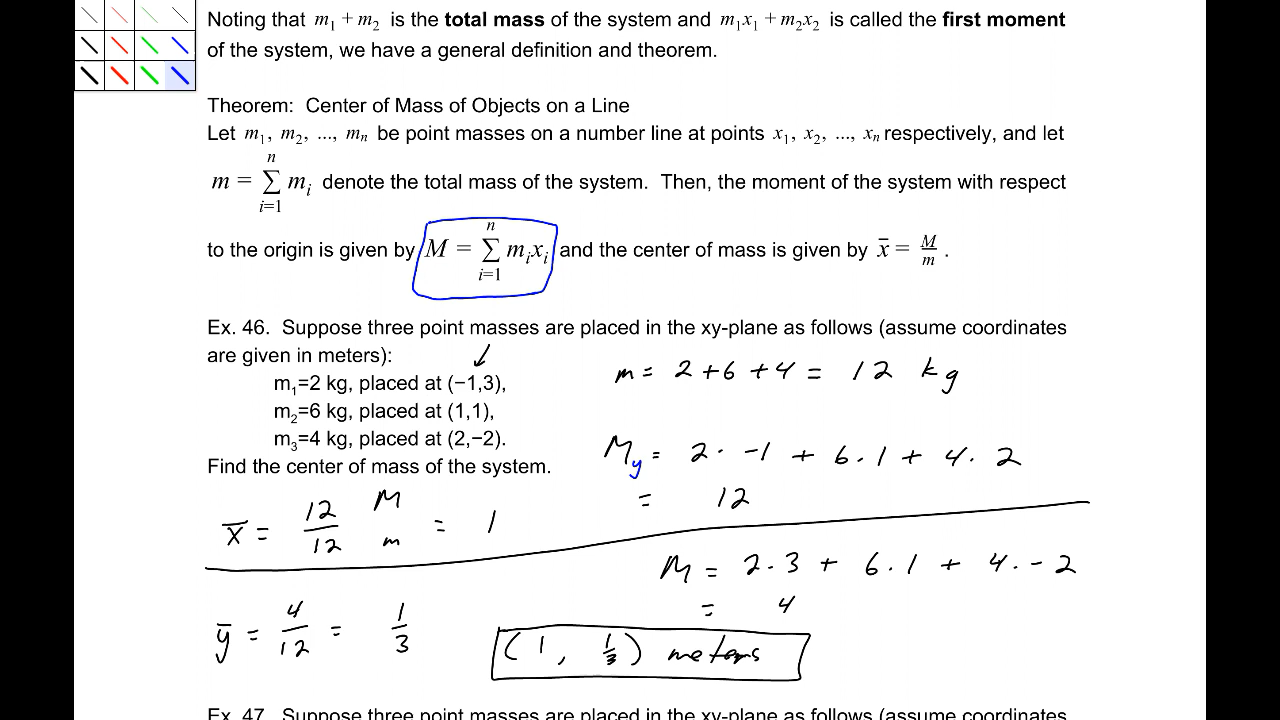 Noting that m₁ + m₂ is the total mass of the system and m₁x₁ + m₂x₂ is called the first moment
of the system, we have a general definition and theorem.
Theorem: Center of Mass of Objects on a Line
Let m₁, m₂, ..., mₙ be point masses on a number line at points x₁, x₂, ..., xₙ respectively, and let
m = ∑_{i=1}^{n} mᵢ denote the total mass of the system. Then, the moment of the system with respect
to the origin is given by M = ∑_{i=1}^{n} mᵢxᵢ and the center of mass is given by x̄ = M/m .
Ex. 46. Suppose three point masses are placed in the xy-plane as follows (assume coordinates
are given in meters):
m₁=2 kg, placed at (−1,3),
m₂=6 kg, placed at (1,1),
m₃=4 kg, placed at (2,−2).
Find the center of mass of the system.
m = 2 + 6 + 4 = 12 kg
M_y = 2 · -1 + 6 · 1 + 4 · 2
= 12
x̄ = 12/12 M/m = 1
M = 2 · 3 + 6 · 1 + 4 · - 2
= 4
ȳ = 4/12 = 1/3
(1, 1/3) meters
Ex. 47. Suppose three point masses are placed in the xy-plane as follows (assume coordinates